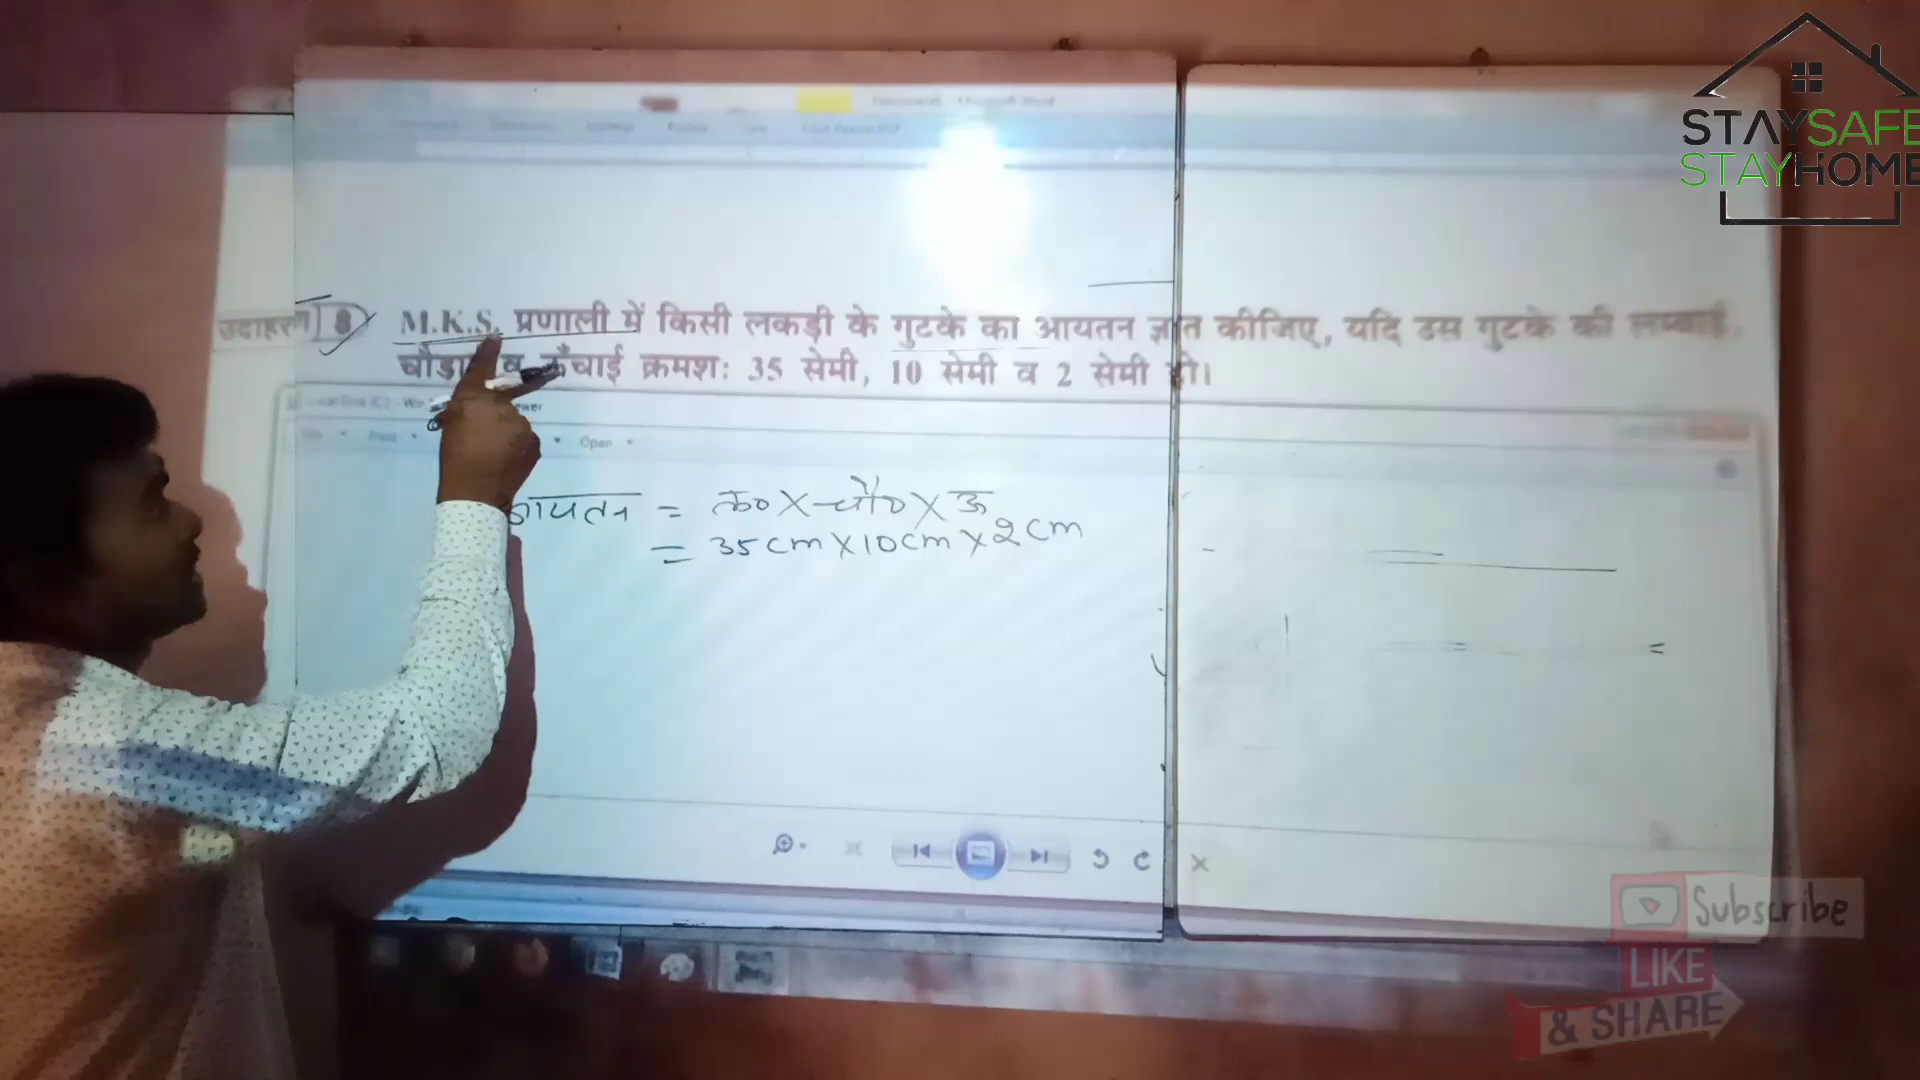 STAYSAFE
STAYHOME
उदाहरण 8 M.K.S. प्रणाली में किसी लकड़ी के गुटके का आयतन ज्ञात कीजिए, यदि उस गुटके की लम्बाई,
व ऊँचाई क्रमशः 35 सेमी, 10 सेमी व 2 सेमी हो।
Open
आयतन = ल० X चौ० X ऊ
= 35 cm X 10 cm X 2 cm
Subscribe
LIKE
& SHARE